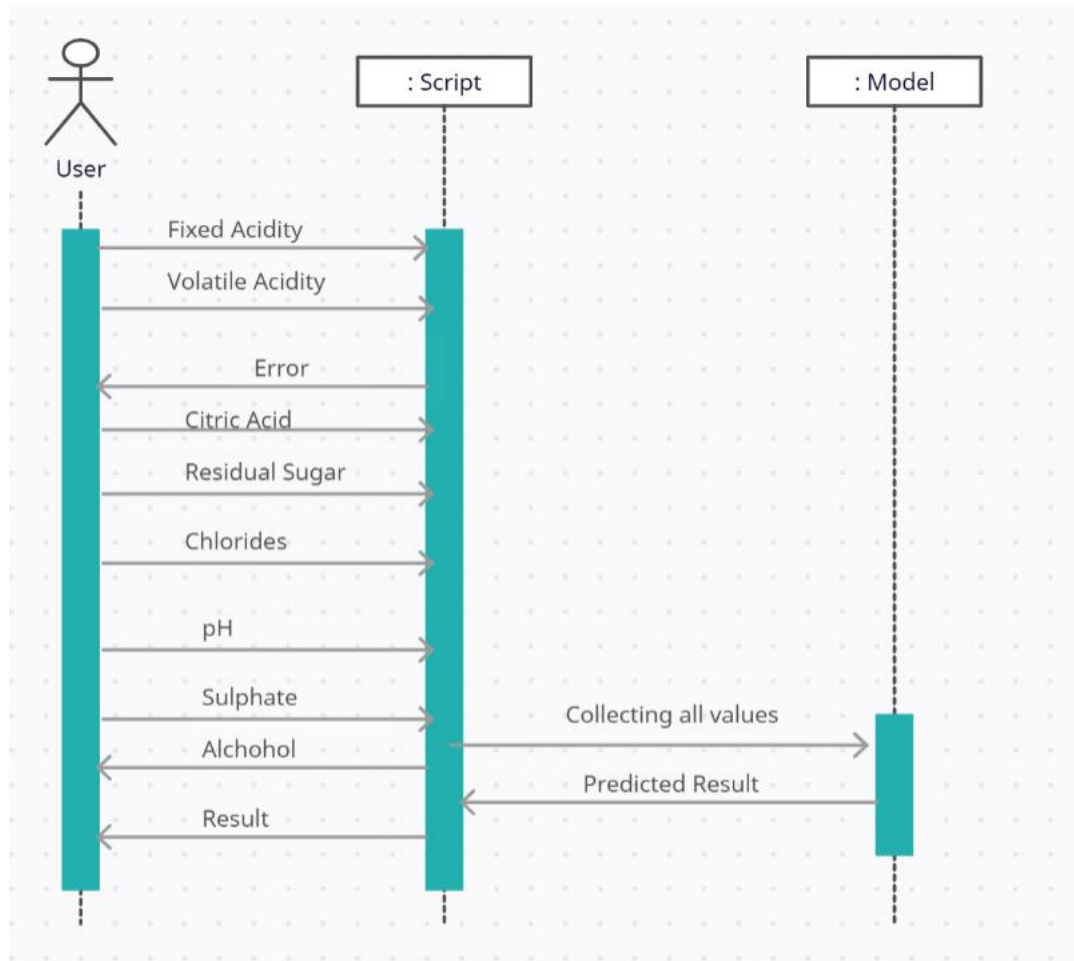 : Script
: Model
User
Fixed Acidity
Volatile Acidity
Error
Citric Acid
Residual Sugar
Chlorides
pH
Sulphate
Collecting all values
Alchohol
Predicted Result
Result